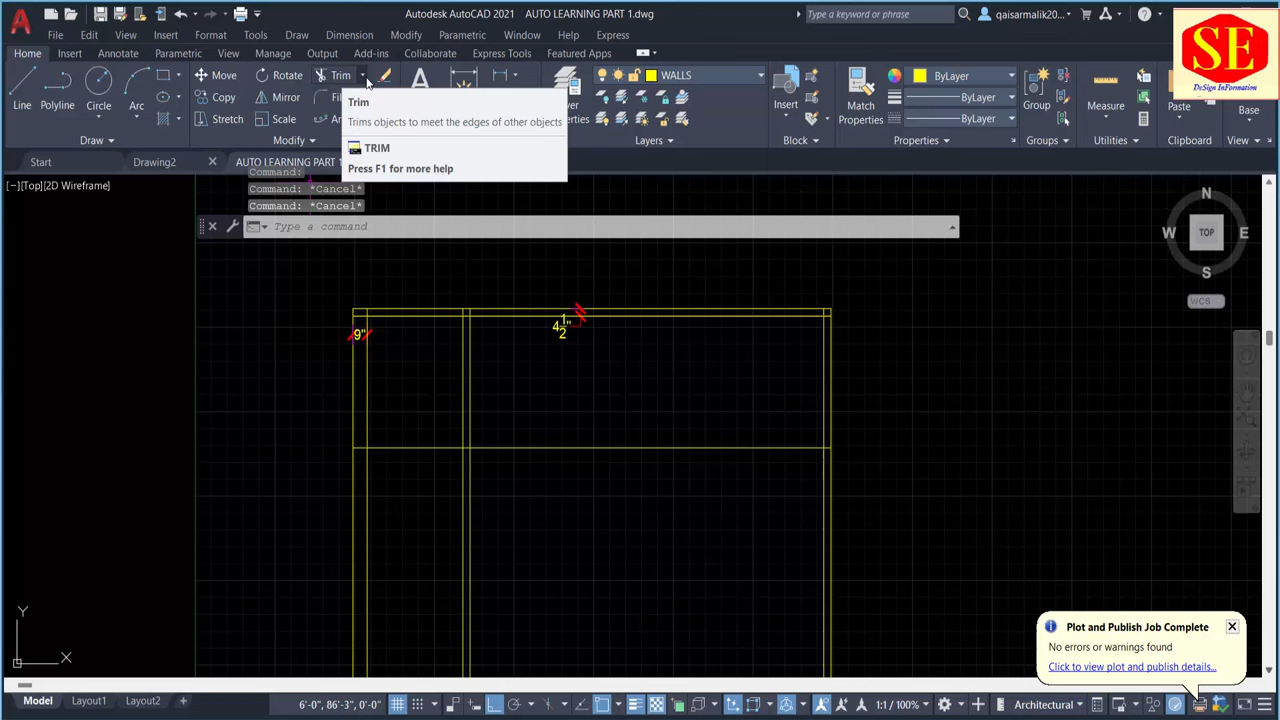 Autodesk AutoCAD 2021 AUTO LEARNING PART 1.dwg
Type a keyword or phrase
qaisarmalik20...
File Edit View Insert Format Tools Draw Dimension Modify Parametric Window Help Express
Home Insert Annotate Parametric View Manage Output Add-ins Collaborate Express Tools Featured Apps
SE
DeSign InFormation
Line Polyline Circle Arc
Move Rotate Trim
Copy Mirror
Stretch Scale
WALLS
Insert
Match
Properties
ByLayer
ByLayer
ByLayer
Group
Measure
Paste
Base
Draw Modify Layers Block Properties Groups Utilities Clipboard
Trim
Trims objects to meet the edges of other objects
TRIM
Press F1 for more help
Start Drawing2 AUTO LEARNING PART 1
[−][Top][2D Wireframe]
Command:
Command: *Cancel*
Command: *Cancel*
Type a command
N
W TOP E
S
WCS
9"
4 1/2"
Y
X
Plot and Publish Job Complete
No errors or warnings found
Click to view plot and publish details...
Model Layout1 Layout2
6'-0", 86'-3", 0'-0" MODEL 1:1 / 100% Architectural